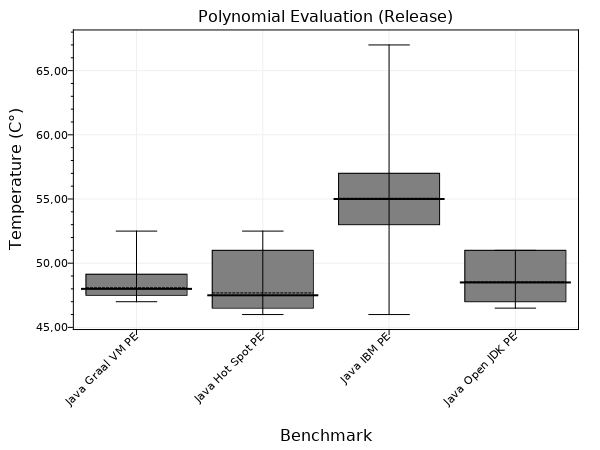 Polynomial Evaluation (Release)
Temperature (C°)
65,00
60,00
55,00
50,00
45,00
Java Graal VM PE
Java Hot Spot PE
Java IBM PE
Java Open JDK PE
Benchmark